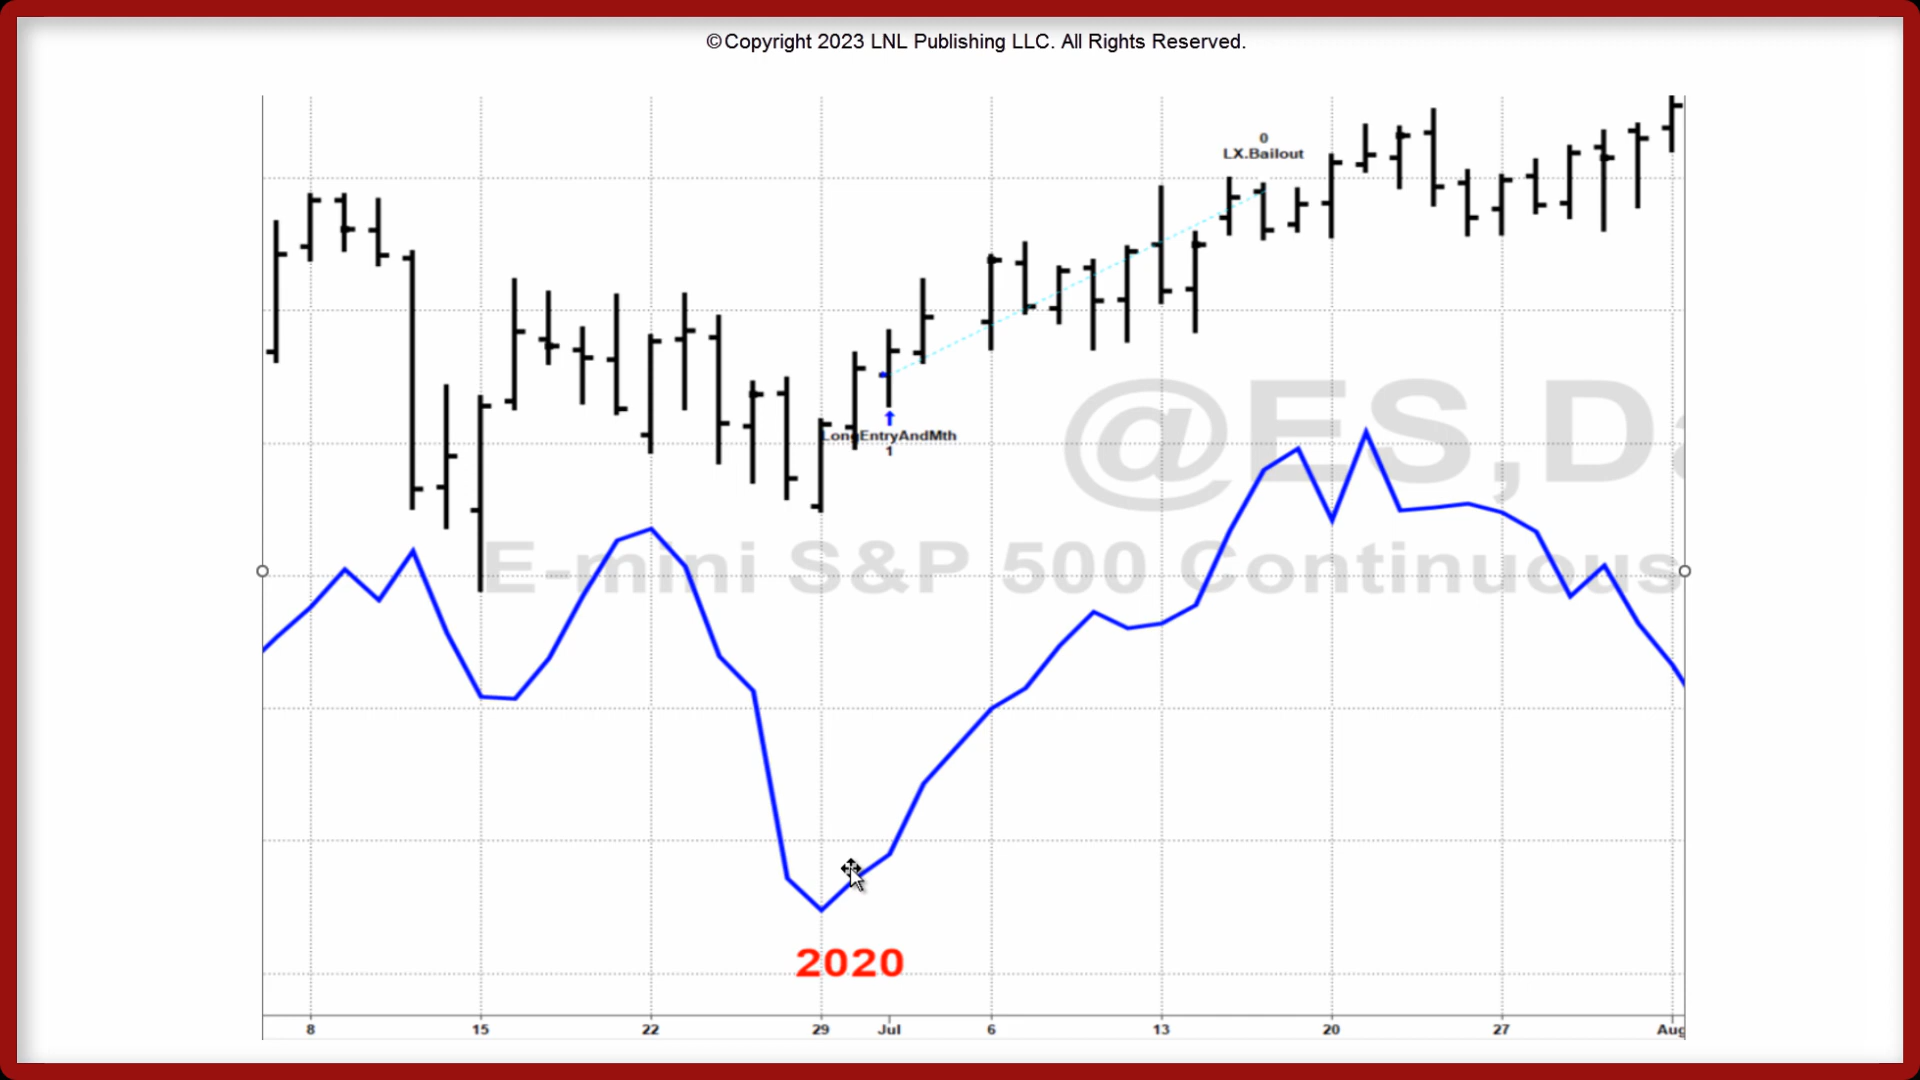 ©Copyright 2023 LNL Publishing LLC. All Rights Reserved.
0
LX.Bailout
LongEntryAndMth
1
@ES,Da
E-mini S&P 500 Continuous
2020
8 15 22 29 Jul 6 13 20 27 Aug